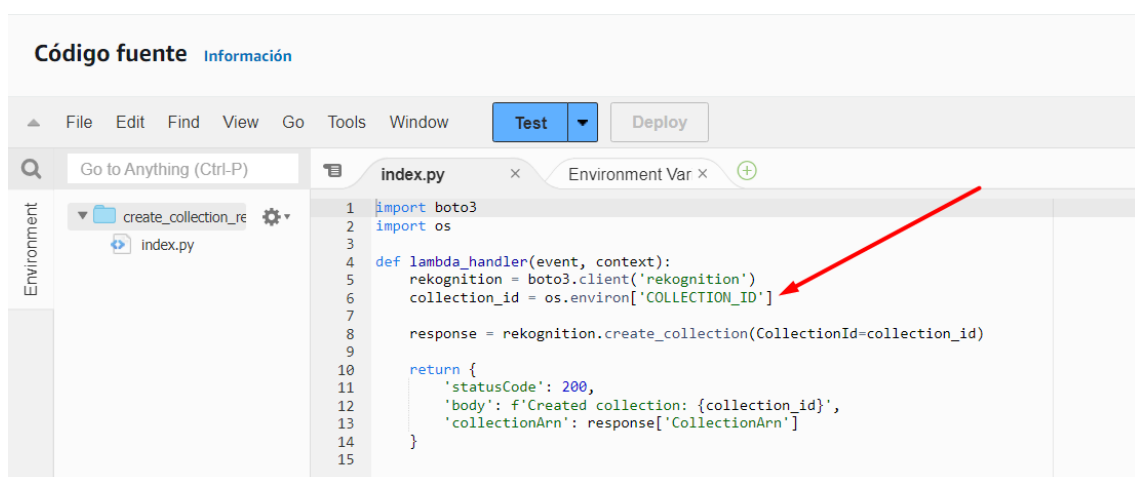 Código fuente Información
File Edit Find View Go Tools Window Test Deploy
Go to Anything (Ctrl-P) index.py × Environment Var ×
Environment
create_collection_re
index.py
1 import boto3
2 import os
3
4 def lambda_handler(event, context):
5     rekognition = boto3.client('rekognition')
6     collection_id = os.environ['COLLECTION_ID']
7
8     response = rekognition.create_collection(CollectionId=collection_id)
9
10     return {
11         'statusCode': 200,
12         'body': f'Created collection: {collection_id}',
13         'collectionArn': response['CollectionArn']
14     }
15